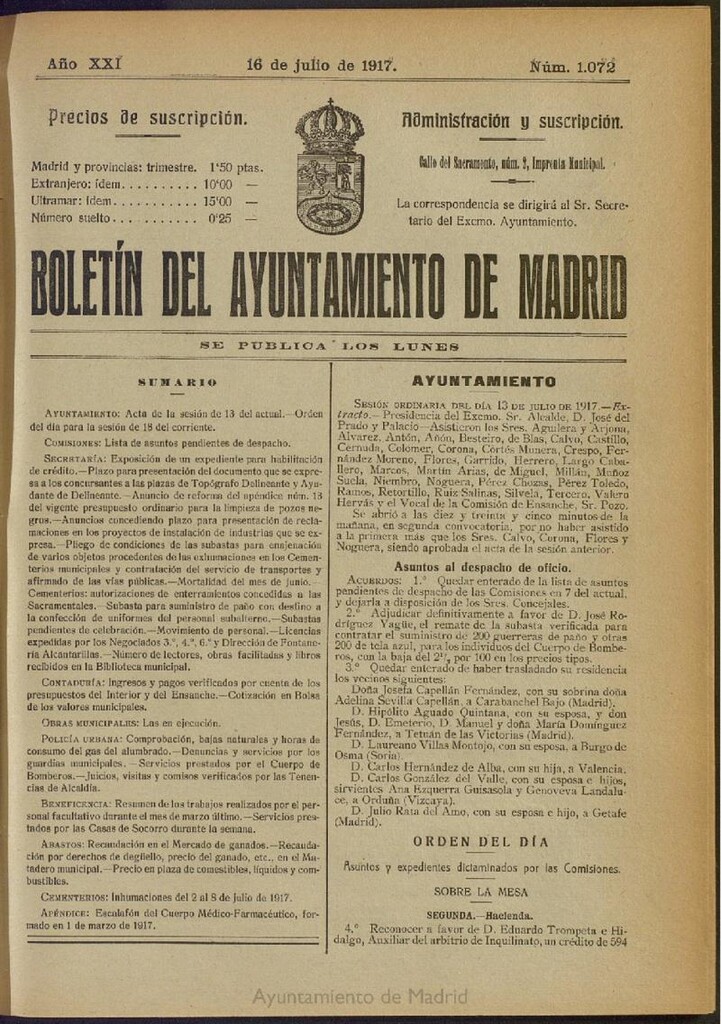 Año XXI
16 de julio de 1917.
Núm. 1.072
Precios de suscripción.
Madrid y provincias: trimestre. 1'50 ptas.
Extranjero: ídem.......... 10'00 —
Ultramar: ídem........... 15'00 —
Número suelto........... 0'25 —
Administración y suscripción.
Calle del Sacramento, núm. 2, Imprenta Municipal.
La correspondencia se dirigirá al Sr. Secre-
tario del Excmo. Ayuntamiento.
BOLETÍN DEL AYUNTAMIENTO DE MADRID
SE PUBLICA LOS LUNES
SUMARIO
AYUNTAMIENTO: Acta de la sesión de 13 del actual.—Orden
del día para la sesión de 18 del corriente.
COMISIONES: Lista de asuntos pendientes de despacho.
SECRETARÍA: Exposición de un expediente para habilitación
de crédito.—Plazo para presentación del documento que se expre-
sa a los concursantes a las plazas de Topógrafo Delineante y Ayu-
dante de Delineante.—Anuncio de reforma del apéndice núm. 13
del vigente presupuesto ordinario para la limpieza de pozos ne-
gros.—Anuncios concediendo plazo para presentación de recla-
maciones en los proyectos de instalación de industrias que se ex-
presa.—Pliego de condiciones de las subastas para enajenación
de varios objetos procedentes de las exhumaciones en los Cemen-
terios municipales y contratación del servicio de transportes y
afirmado de las vías públicas.—Mortalidad del mes de junio.—
Cementerios: autorizaciones de enterramientos concedidas a las
Sacramentales.—Subasta para suministro de paño con destino a
la confección de uniformes del personal subalterno.—Subastas
pendientes de celebración.—Movimiento de personal.—Licencias
expedidas por los Negociados 3.º, 4.º, 6.º y Dirección de Fontane-
ría Alcantarillas.—Número de lectores, obras facilitadas y libros
recibidos en la Biblioteca municipal.
CONTADURÍA: Ingresos y pagos verificados por cuenta de los
presupuestos del Interior y del Ensanche.—Cotización en Bolsa
de los valores municipales.
OBRAS MUNICIPALES: Las en ejecución.
POLICÍA URBANA: Comprobación, bajas naturales y horas de
consumo del gas del alumbrado.—Denuncias y servicios por los
guardias municipales.—Servicios prestados por el Cuerpo de
Bomberos.—Juicios, visitas y comisos verificados por las Tenen-
cias de Alcaldía.
BENEFICENCIA: Resumen de los trabajos realizados por el per-
sonal facultativo durante el mes de marzo último.—Servicios pres-
tados por las Casas de Socorro durante la semana.
ABASTOS: Recaudación en el Mercado de ganados.—Recauda-
ción por derechos de degüello, precio del ganado, etc., en el Ma-
tadero municipal.—Precio en plaza de comestibles, líquidos y com-
bustibles.
CEMENTERIOS: Inhumaciones del 2 al 8 de julio de 1917.
APÉNDICE: Escalafón del Cuerpo Médico-Farmacéutico, for-
mado en 1 de marzo de 1917.
AYUNTAMIENTO
SESIÓN ORDINARIA DEL DÍA 13 DE JULIO DE 1917.—Ex-
tracto.—Presidencia del Excmo. Sr. Alcalde, D. José del
Prado y Palacio—Asistieron los Sres. Aguilera y Arjona,
Alvarez, Antón, Añón, Besteiro, de Blas, Calvo, Castillo,
Cernuda, Colomer, Corona, Cortés Munera, Crespo, Fer-
nández Moreno, Flores, Garrido, Herrero, Largo Caba-
llero, Marcos, Martín Arias, de Miguel, Millán, Muñoz
Suela, Niembro, Noguera, Pérez Chozas, Pérez Toledo,
Ramos, Retortillo, Ruiz Salinas, Silvela, Tercero, Valero
Hervás y el Vocal de la Comisión de Ensanche, Sr. Pozo.
Se abrió a las diez y treinta y cinco minutos de la
mañana, en segunda convocatoria, por no haber asistido
a la primera más que los Sres. Calvo, Corona, Flores y
Noguera, siendo aprobada el acta de la sesión anterior.
Asuntos al despacho de oficio.
ACUERDOS: 1.º Quedar enterado de la lista de asuntos
pendientes de despacho de las Comisiones en 7 del actual,
y dejarla a disposición de los Sres. Concejales.
2.º Adjudicar definitivamente a favor de D. José Ro-
dríguez Yagüe, el remate de la subasta verificada para
contratar el suministro de 200 guerreras de paño y otras
200 de tela azul, para los individuos del Cuerpo de Bombe-
ros, con la baja del por 100 en los precios tipos.
3.º Quedar enterado de haber trasladado su residencia
los vecinos siguientes:
Doña Josefa Capellán Fernández, con su sobrina doña
Adelina Sevilla Capellán, a Carabanchel Bajo (Madrid).
D. Hipólito Aguado Quintana, con su esposa, y don
Jesús, D. Emeterio, D. Manuel y doña María Domínguez
Fernández, a Tetuán de las Victorias (Madrid).
D. Laureano Villas Montojo, con su esposa, a Burgo de
Osma (Soria).
D. Carlos Hernández de Alba, con su hija, a Valencia.
D. Carlos González del Valle, con su esposa e hijos,
sirvientes Ana Ezquerra Guisasola y Genoveva Landalu-
ce, a Orduña (Vizcaya).
D. Julio Rata del Amo, con su esposa e hijo, a Getafe
(Madrid).
ORDEN DEL DÍA
Asuntos y expedientes dictaminados por las Comisiones.
SOBRE LA MESA
SEGUNDA.—Hacienda.
4.º Reconocer a favor de D. Eduardo Trompeta e Hi-
dalgo, Auxiliar del arbitrio de Inquilinato, un crédito de 594
Ayuntamiento de Madrid